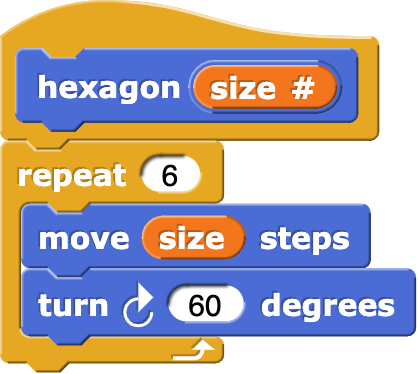 hexagon size #
repeat 6
move size steps
turn 60 degrees